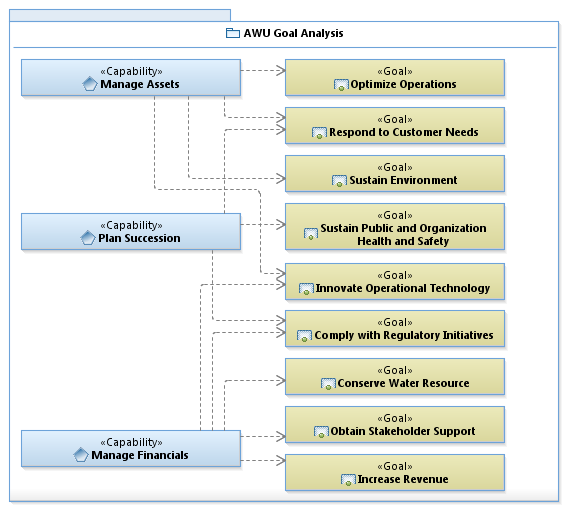 AWU Goal Analysis
«Capability»
Manage Assets
«Goal»
Optimize Operations
«Goal»
Respond to Customer Needs
«Goal»
Sustain Environment
«Capability»
Plan Succession
«Goal»
Sustain Public and Organization
Health and Safety
«Goal»
Innovate Operational Technology
«Goal»
Comply with Regulatory Initiatives
«Goal»
Conserve Water Resource
«Capability»
Manage Financials
«Goal»
Obtain Stakeholder Support
«Goal»
Increase Revenue